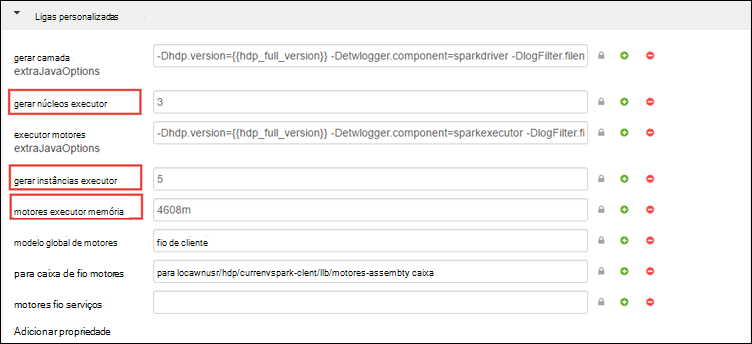 Ligas personalizadas
gerar camada
extraJavaOptions
-Dhdp.version={{hdp_full_version}} -Detwlogger.component=sparkdriver -DlogFilter.filen
gerar núcleos executor
3
executor motores
extraJavaOptions
-Dhdp.version={{hdp_full_version}} -Detwlogger.component=sparkexecutor -DlogFilter.fi
gerar instâncias executor
5
motores executor memória
4608m
modelo global de motores
fio de cliente
para caixa de fio motores
para locawnusr/hdp/currenvspark-clent/llb/motores-assembty caixa
motores fio serviços
Adicionar propriedade